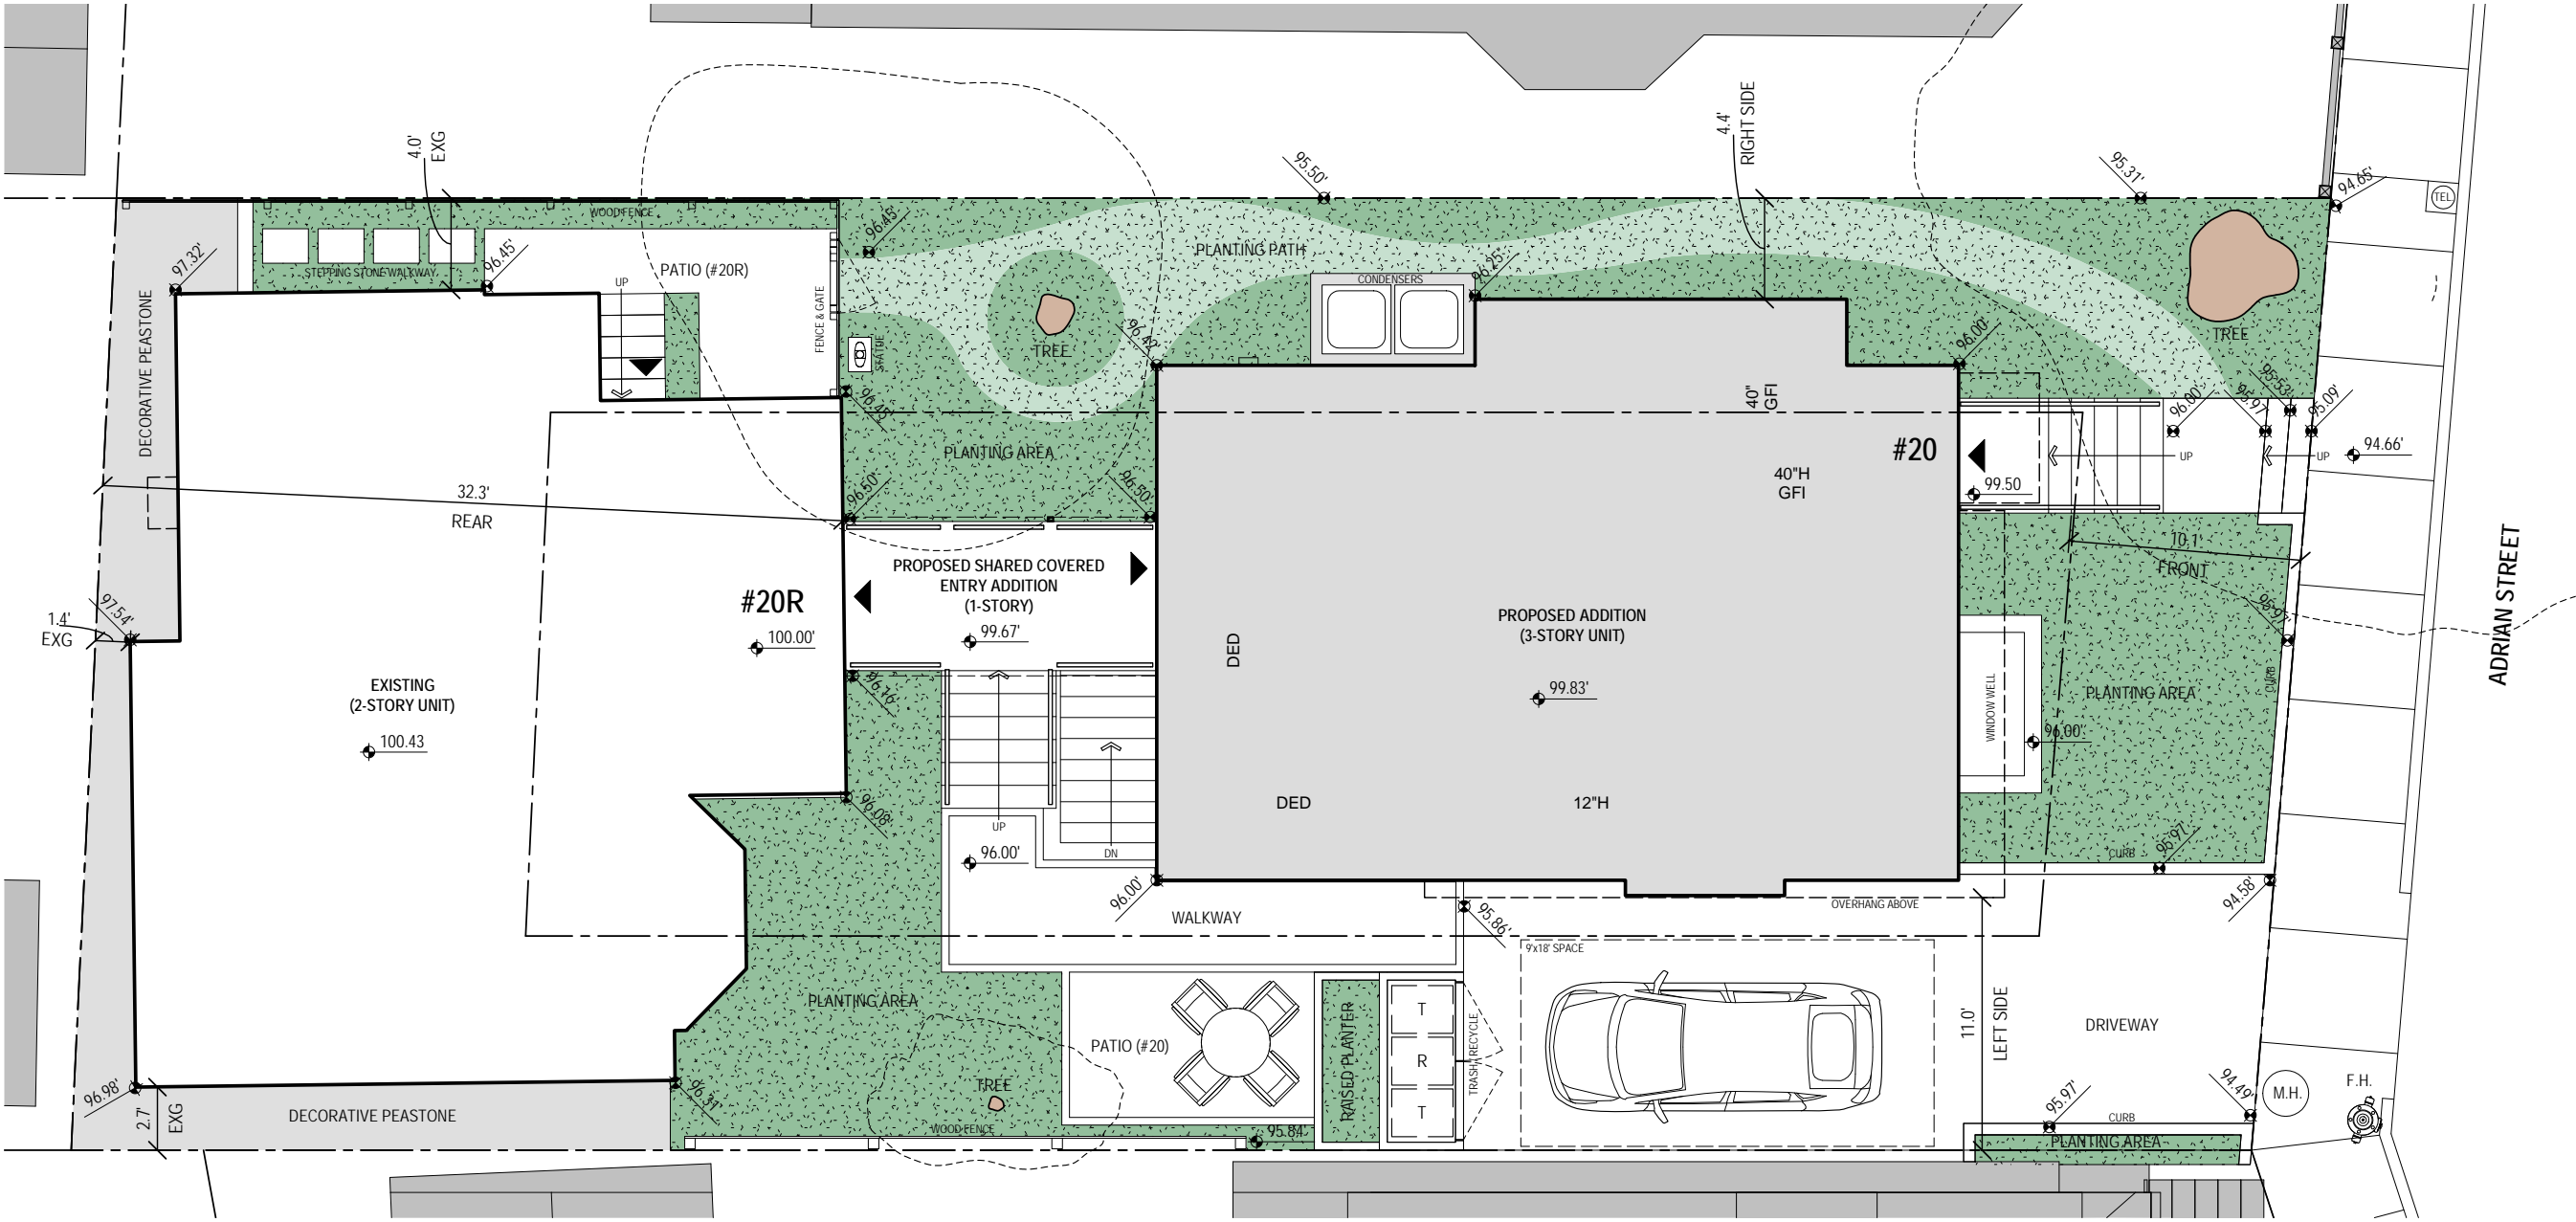 4.0'
EXG
4.4'
RIGHT SIDE
95.50'
95.31'
94.65'
TEL
WOOD FENCE
97.32'
STEPPING STONE WALKWAY
96.45'
PATIO (#20R)
UP
FENCE & GATE
96.45'
STATUE
PLANTING PATH
CONDENSERS
96.25'
TREE
96.42'
96.00'
TREE
DECORATIVE PEASTONE
96.45'
PLANTING AREA
40"
GFI
40"H
GFI
#20
96.00'
95.97'
95.53'
95.09'
UP
UP
94.66'
99.50
32.3'
REAR
96.50'
96.50'
10.1'
FRONT
ADRIAN STREET
PROPOSED SHARED COVERED
ENTRY ADDITION
(1-STORY)
99.67'
#20R
100.00'
97.54'
1.4'
EXG
PROPOSED ADDITION
(3-STORY UNIT)
99.83'
DED
95.97'
CURB
WINDOW WELL
PLANTING AREA
96.00'
EXISTING
(2-STORY UNIT)
100.43
96.16'
96.08'
UP
DN
96.00'
96.00'
DED
12"H
CURB
95.97'
94.58'
WALKWAY
95.86'
OVERHANG ABOVE
9'x18' SPACE
PLANTING AREA
PATIO (#20)
RAISED PLANTER
T
R
T
TRASH/RECYCLE
11.0'
LEFT SIDE
DRIVEWAY
96.98'
2.7'
EXG
DECORATIVE PEASTONE
96.31'
TREE
WOOD FENCE
95.84'
95.97'
CURB
PLANTING AREA
94.49'
M.H.
F.H.